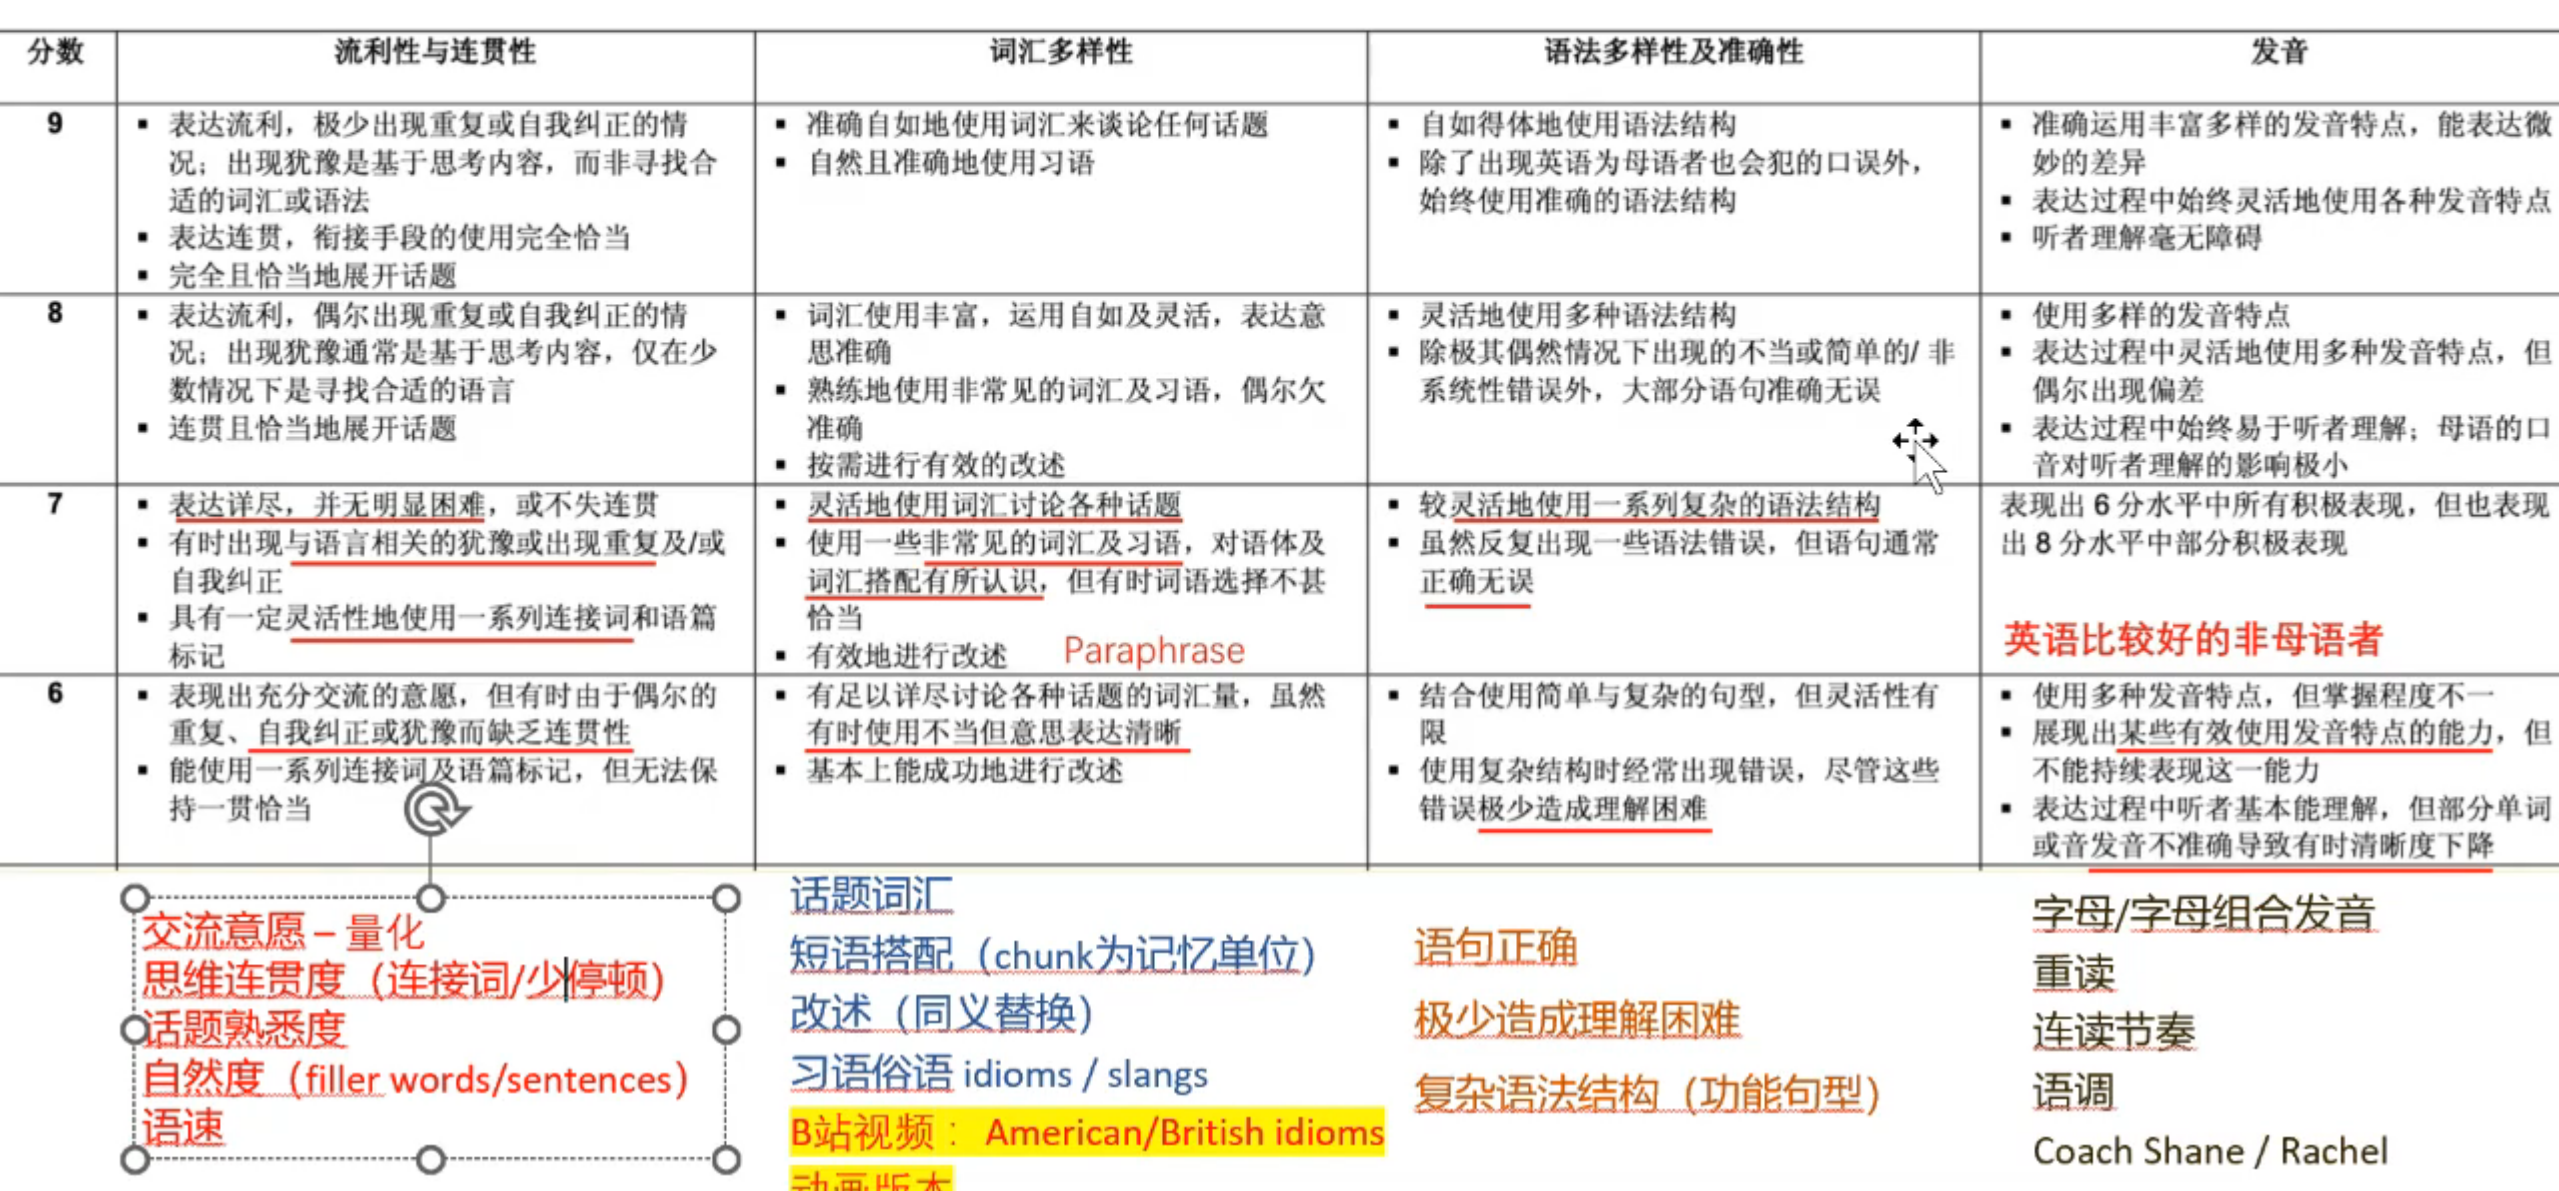 分数
流利性与连贯性
词汇多样性
语法多样性及准确性
发音
9
▪ 表达流利，极少出现重复或自我纠正的情
况；出现犹豫是基于思考内容，而非寻找合
适的词汇或语法
▪ 表达连贯，衔接手段的使用完全恰当
▪ 完全且恰当地展开话题
▪ 准确自如地使用词汇来谈论任何话题
▪ 自然且准确地使用习语
▪ 自如得体地使用语法结构
▪ 除了出现英语为母语者也会犯的口误外，
始终使用准确的语法结构
▪ 准确运用丰富多样的发音特点，能表达微
妙的差异
▪ 表达过程中始终灵活地使用各种发音特点
▪ 听者理解毫无障碍
8
▪ 表达流利，偶尔出现重复或自我纠正的情
况；出现犹豫通常是基于思考内容，仅在少
数情况下是寻找合适的语言
▪ 连贯且恰当地展开话题
▪ 词汇使用丰富，运用自如及灵活，表达意
思准确
▪ 熟练地使用非常见的词汇及习语，偶尔欠
准确
▪ 按需进行有效的改述
▪ 灵活地使用多种语法结构
▪ 除极其偶然情况下出现的不当或简单的/ 非
系统性错误外，大部分语句准确无误
▪ 使用多样的发音特点
▪ 表达过程中灵活地使用多种发音特点，但
偶尔出现偏差
▪ 表达过程中始终易于听者理解；母语的口
音对听者理解的影响极小
7
▪ 表达详尽，并无明显困难，或不失连贯
▪ 有时出现与语言相关的犹豫或出现重复及/或
自我纠正
▪ 具有一定灵活性地使用一系列连接词和语篇
标记
▪ 灵活地使用词汇讨论各种话题
▪ 使用一些非常见的词汇及习语，对语体及
词汇搭配有所认识，但有时词语选择不甚
恰当
▪ 有效地进行改述 Paraphrase
▪ 较灵活地使用一系列复杂的语法结构
▪ 虽然反复出现一些语法错误，但语句通常
正确无误
表现出 6 分水平中所有积极表现，但也表现
出 8 分水平中部分积极表现
英语比较好的非母语者
6
▪ 表现出充分交流的意愿，但有时由于偶尔的
重复、自我纠正或犹豫而缺乏连贯性
▪ 能使用一系列连接词及语篇标记，但无法保
持一贯恰当
▪ 有足以详尽讨论各种话题的词汇量，虽然
有时使用不当但意思表达清晰
▪ 基本上能成功地进行改述
▪ 结合使用简单与复杂的句型，但灵活性有
限
▪ 使用复杂结构时经常出现错误，尽管这些
错误极少造成理解困难
▪ 使用多种发音特点，但掌握程度不一
▪ 展现出某些有效使用发音特点的能力，但
不能持续表现这一能力
▪ 表达过程中听者基本能理解，但部分单词
或音发音不准确导致有时清晰度下降
交流意愿 – 量化
思维连贯度（连接词/少停顿）
话题熟悉度
自然度（filler words/sentences）
语速
话题词汇
短语搭配（chunk为记忆单位）
改述（同义替换）
习语俗语 idioms / slangs
B站视频： American/British idioms
动画版本
语句正确
极少造成理解困难
复杂语法结构（功能句型）
字母/字母组合发音
重读
连读节奏
语调
Coach Shane / Rachel